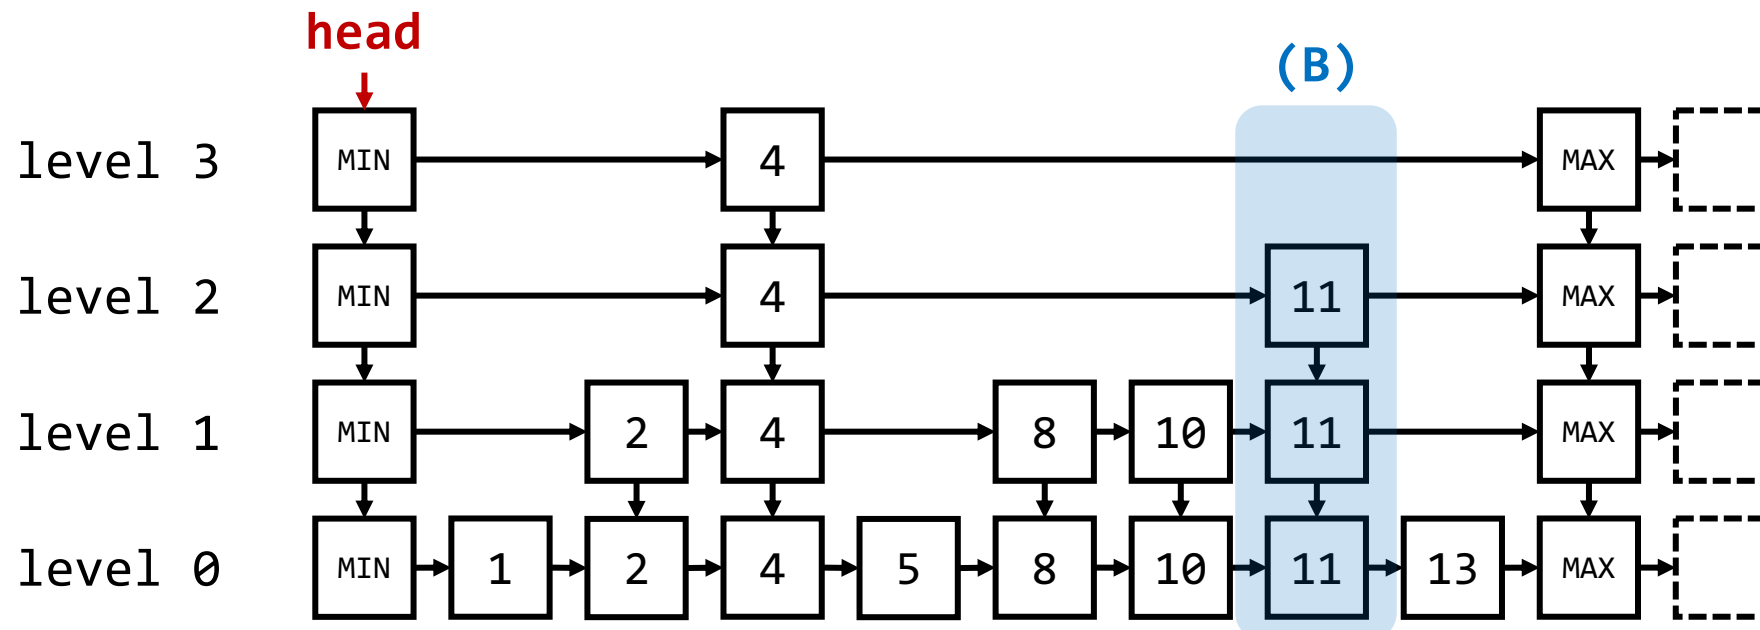 head
(B)
level 3 MIN 4 MAX
level 2 MIN 4 11 MAX
level 1 MIN 2 4 8 10 11 MAX
level 0 MIN 1 2 4 5 8 10 11 13 MAX